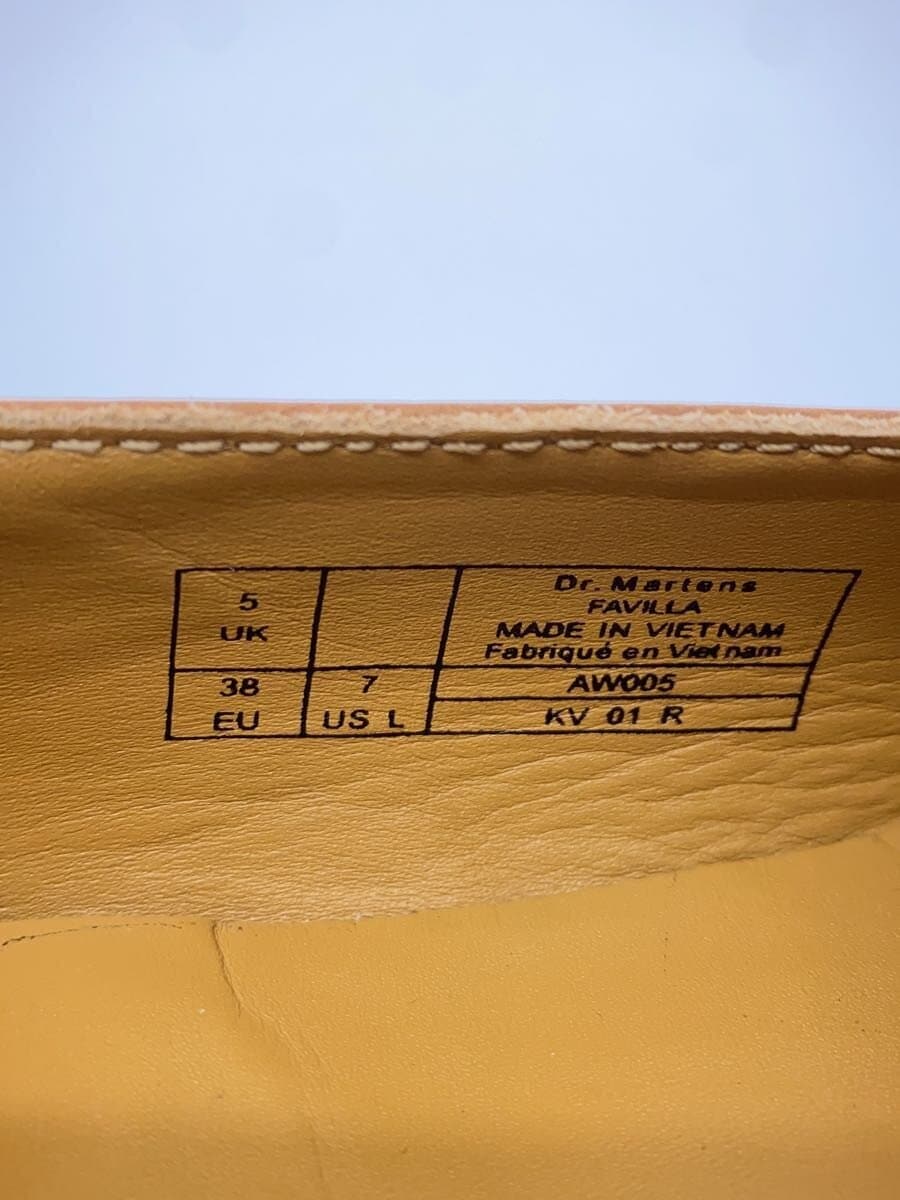 5
UK
38
EU
7
US L
Dr. Martens
FAVILLA
MADE IN VIETNAM
Fabriqué en Vietnam
AW005
KV 01 R